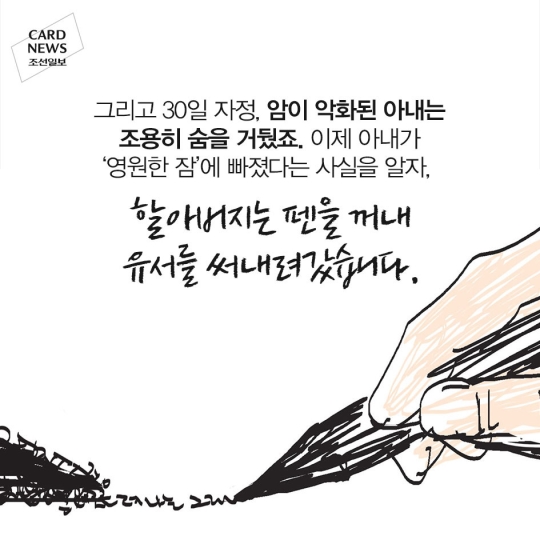 CARD
NEWS
조선일보
그리고 30일 자정, 암이 악화된 아내는
조용히 숨을 거뒀죠. 이제 아내가
‘영원한 잠’에 빠졌다는 사실을 알자,
할아버지는 펜을 꺼내
유서를 써내려갔습니다.